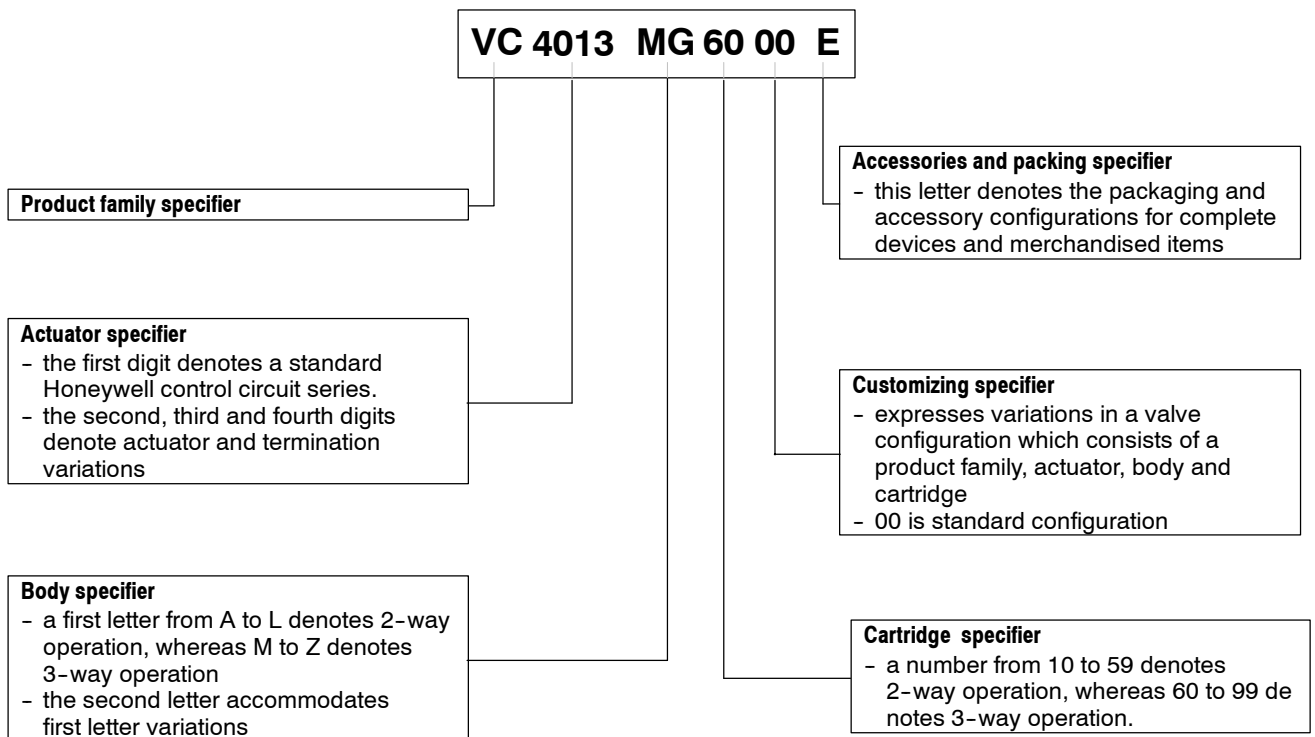 VC 4013 MG 60 00 E
Product family specifier
Actuator specifier
- the first digit denotes a standard
Honeywell control circuit series.
- the second, third and fourth digits
denote actuator and termination
variations
Body specifier
- a first letter from A to L denotes 2-way
operation, whereas M to Z denotes
3-way operation
- the second letter accommodates
first letter variations
Accessories and packing specifier
- this letter denotes the packaging and
accessory configurations for complete
devices and merchandised items
Customizing specifier
- expresses variations in a valve
configuration which consists of a
product family, actuator, body and
cartridge
- 00 is standard configuration
Cartridge specifier
- a number from 10 to 59 denotes
2-way operation, whereas 60 to 99 de
notes 3-way operation.